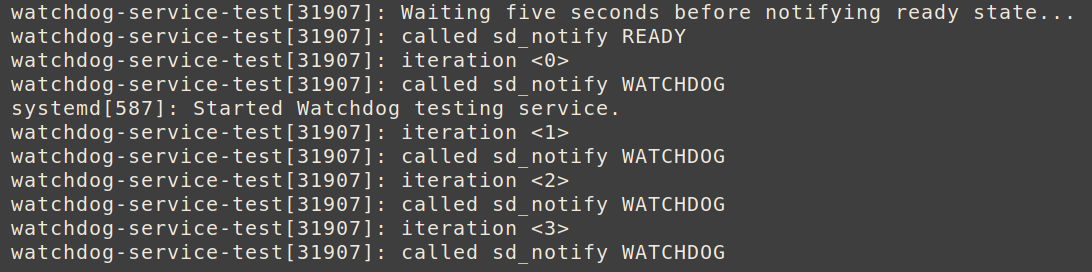 watchdog-service-test[31907]: Waiting five seconds before notifying ready state...
watchdog-service-test[31907]: called sd_notify READY
watchdog-service-test[31907]: iteration <0>
watchdog-service-test[31907]: called sd_notify WATCHDOG
systemd[587]: Started Watchdog testing service.
watchdog-service-test[31907]: iteration <1>
watchdog-service-test[31907]: called sd_notify WATCHDOG
watchdog-service-test[31907]: iteration <2>
watchdog-service-test[31907]: called sd_notify WATCHDOG
watchdog-service-test[31907]: iteration <3>
watchdog-service-test[31907]: called sd_notify WATCHDOG